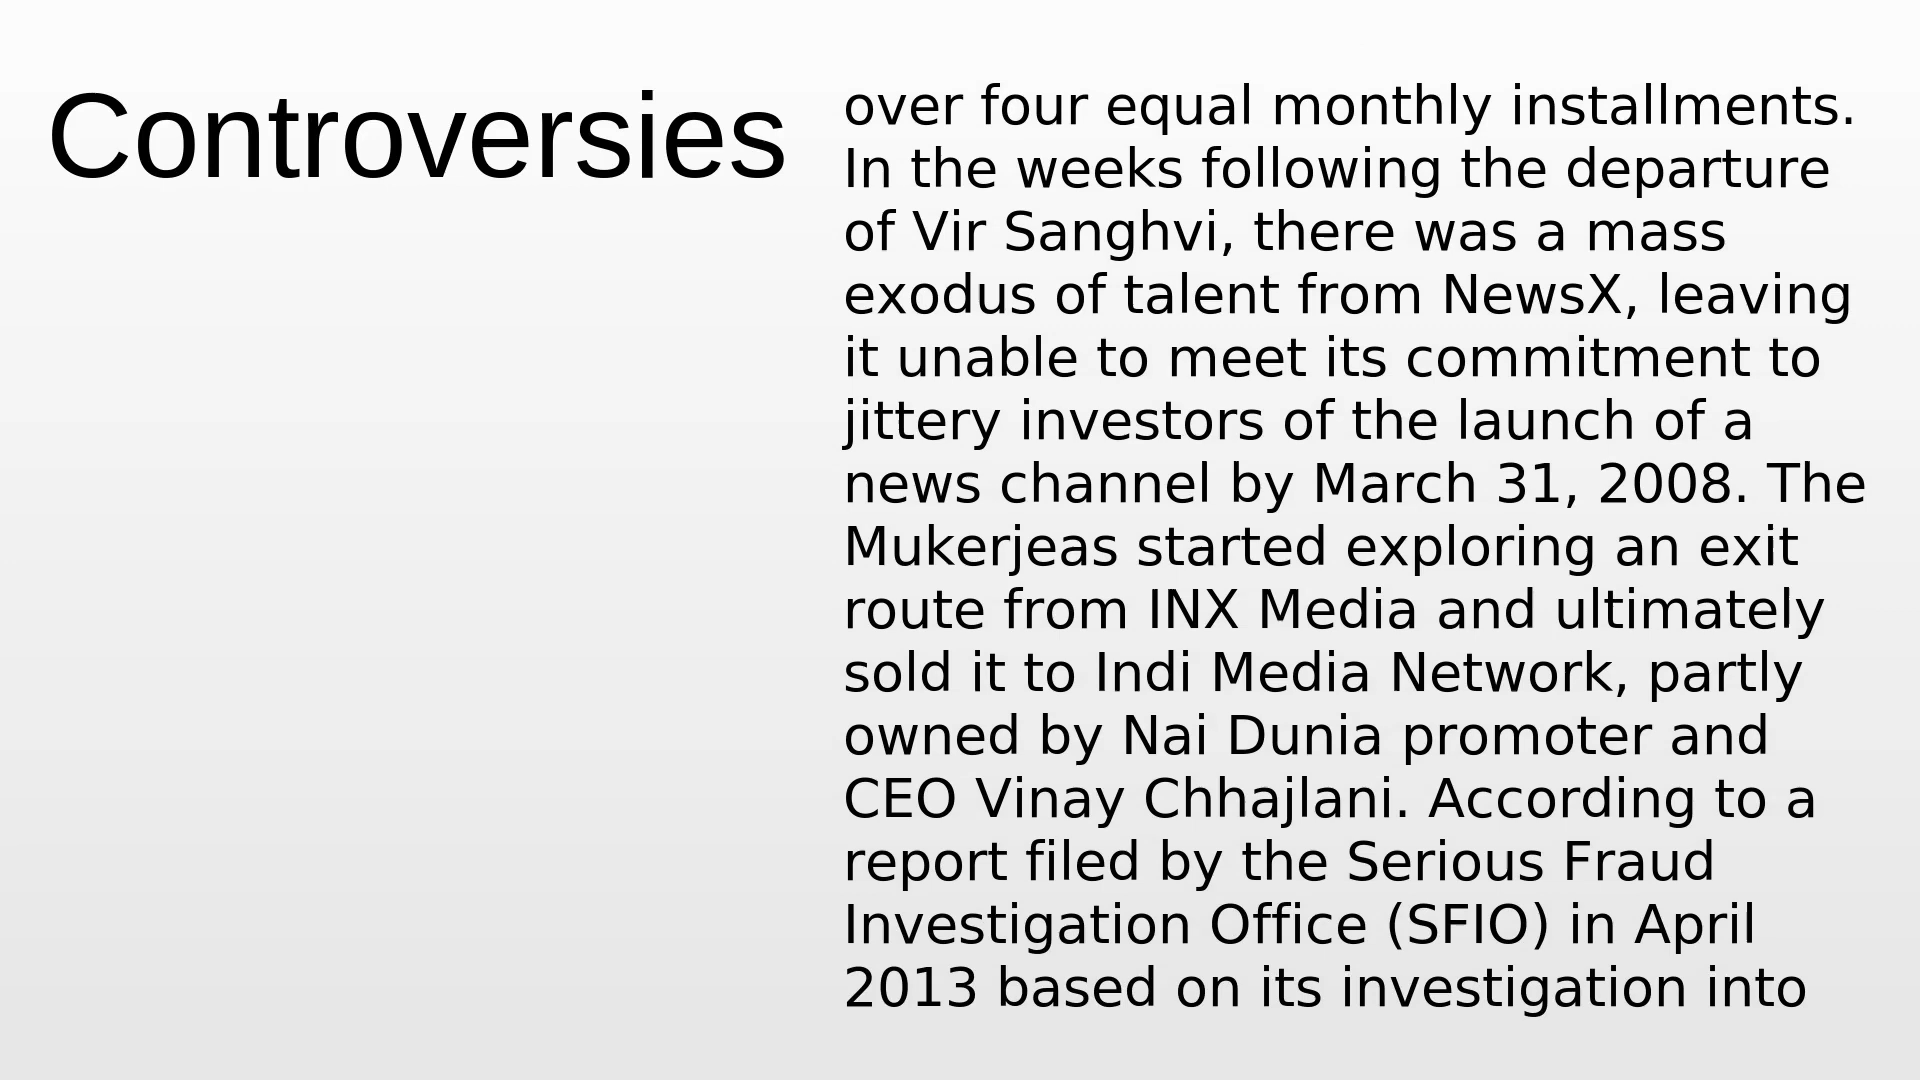 Controversies
over four equal monthly installments.
In the weeks following the departure
of Vir Sanghvi, there was a mass
exodus of talent from NewsX, leaving
it unable to meet its commitment to
jittery investors of the launch of a
news channel by March 31, 2008. The
Mukerjeas started exploring an exit
route from INX Media and ultimately
sold it to Indi Media Network, partly
owned by Nai Dunia promoter and
CEO Vinay Chhajlani. According to a
report filed by the Serious Fraud
Investigation Office (SFIO) in April
2013 based on its investigation into